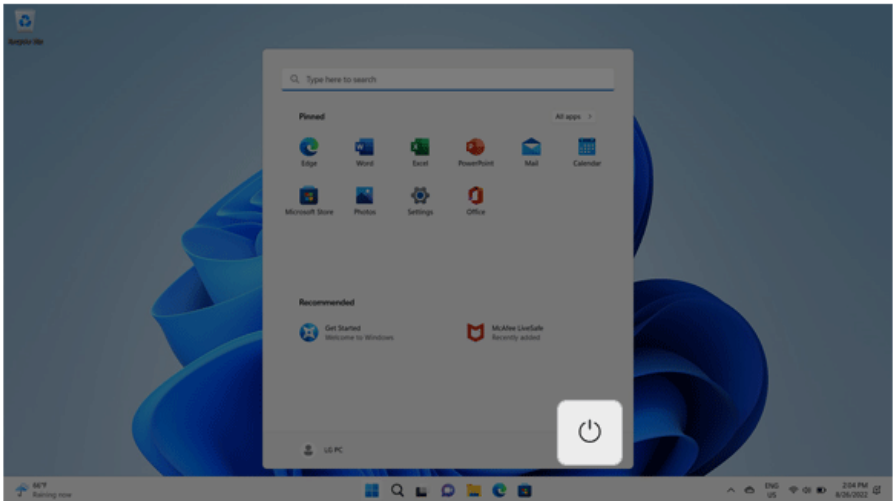 Recycle Bin
Type here to search
Pinned
All apps >
Edge Word Excel PowerPoint Mail Calendar
Microsoft Store Photos Settings Office
Recommended
Get Started
Welcome to Windows
McAfee LiveSafe
Recently added
LG PC
66°F
Raining now
ENG
US
2:04 PM
8/26/2022